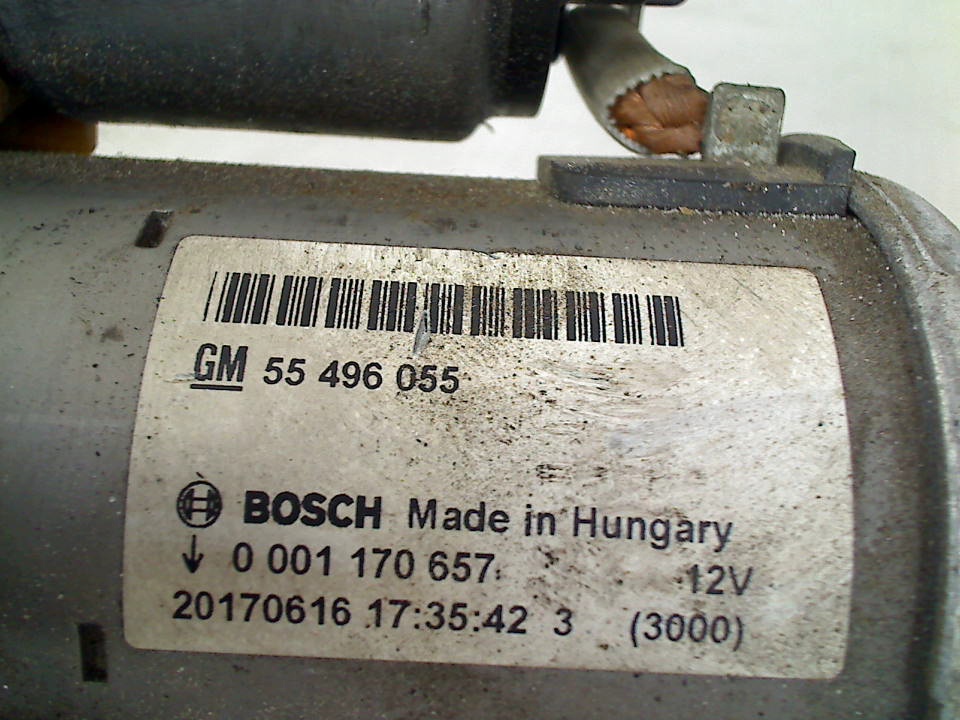 GM 55 496 055
BOSCH Made in Hungary
0 001 170 657 12V
20170616 17:35:42 3 (3000)